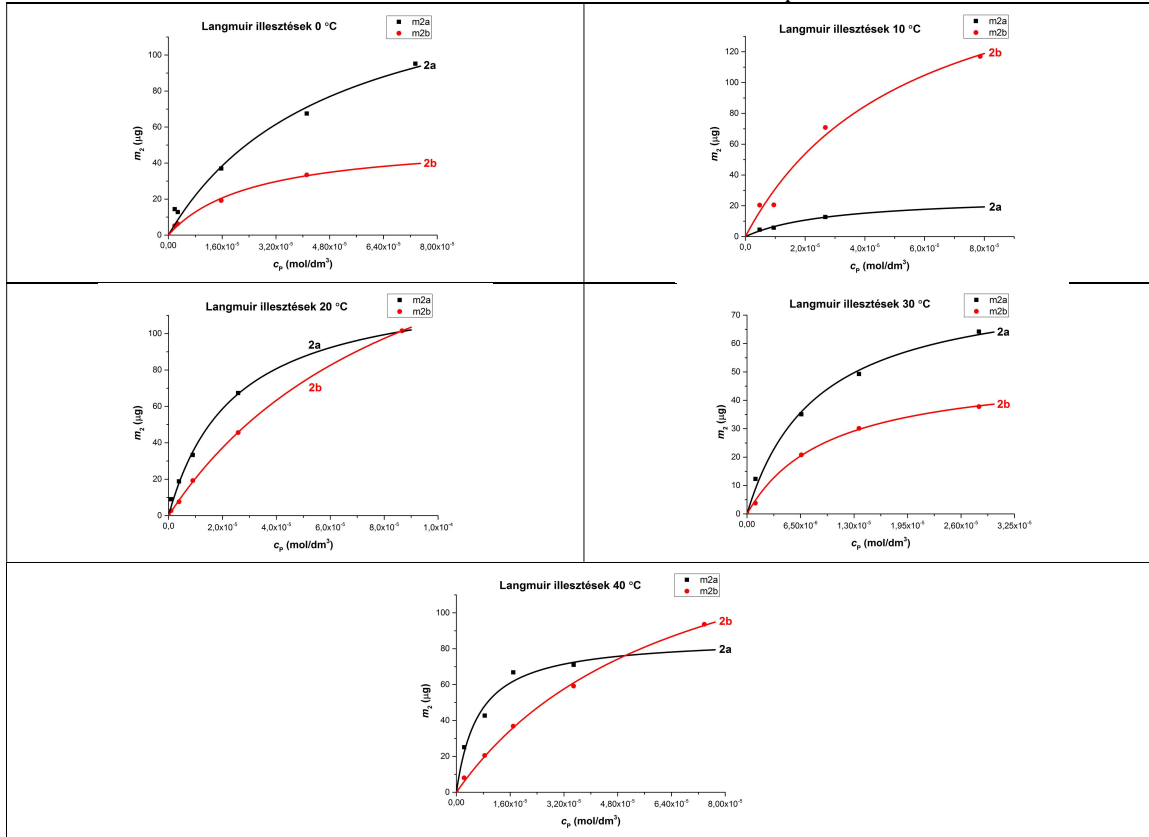 Langmuir illesztések 0 °C
m2a
m2b
m₂ (μg)
100
80
60
40
20
0
2a
2b
0,00 1,60x10⁻⁵ 3,20x10⁻⁵ 4,80x10⁻⁵ 6,40x10⁻⁵ 8,00x10⁻⁵
cₚ (mol/dm³)
Langmuir illesztések 10 °C
m2a
m2b
m₂ (μg)
120
100
80
60
40
20
0
2b
2a
0,0 2,0x10⁻⁵ 4,0x10⁻⁵ 6,0x10⁻⁵ 8,0x10⁻⁵
cₚ (mol/dm³)
Langmuir illesztések 20 °C
m2a
m2b
m₂ (μg)
100
80
60
40
20
0
2a
2b
0,0 2,0x10⁻⁵ 4,0x10⁻⁵ 6,0x10⁻⁵ 8,0x10⁻⁵ 1,0x10⁻⁴
cₚ (mol/dm³)
Langmuir illesztések 30 °C
m2a
m2b
m₂ (μg)
70
60
50
40
30
20
10
0
2a
2b
0,00 6,50x10⁻⁶ 1,30x10⁻⁵ 1,95x10⁻⁵ 2,60x10⁻⁵ 3,25x10⁻⁵
cₚ (mol/dm³)
Langmuir illesztések 40 °C
m2a
m2b
m₂ (μg)
100
80
60
40
20
0
2b
2a
0,00 1,60x10⁻⁵ 3,20x10⁻⁵ 4,80x10⁻⁵ 6,40x10⁻⁵ 8,00x10⁻⁵
cₚ (mol/dm³)